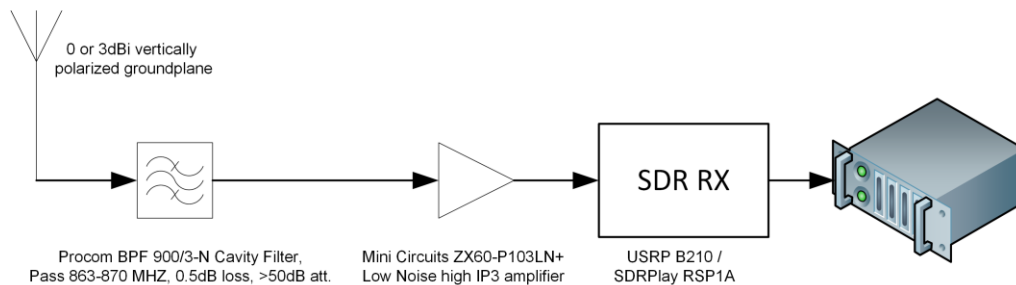 0 or 3dBi vertically
polarized groundplane
SDR RX
Procom BPF 900/3-N Cavity Filter,
Pass 863-870 MHZ, 0.5dB loss, >50dB att.
Mini Circuits ZX60-P103LN+
Low Noise high IP3 amplifier
USRP B210 /
SDRPlay RSP1A